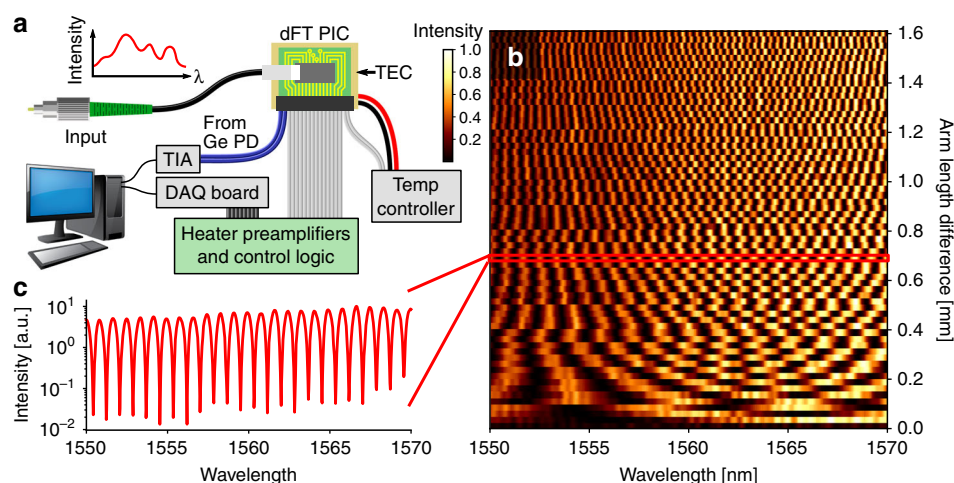 a
Intensity
λ
Input
dFT PIC
TEC
From
Ge PD
TIA
DAQ board
Heater preamplifiers
and control logic
Temp
controller
Intensity
1.0
0.8
0.6
0.4
0.2
0.0
b
1.6
1.4
1.2
1.0
0.8
0.6
0.4
0.2
0.0
Arm length difference [mm]
1550
1555
1560
1565
1570
Wavelength [nm]
c
Intensity [a.u.]
10¹
10⁰
10⁻¹
10⁻²
1550
1560
1570
Wavelength